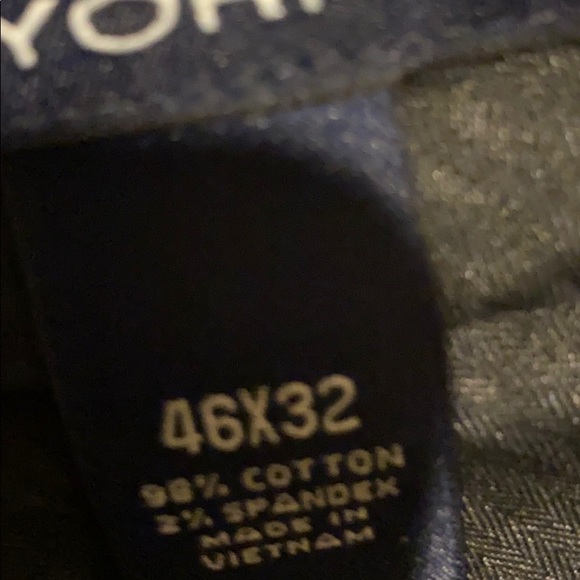 46X32
98% COTTON
2% SPANDEX
MADE IN
VIETNAM